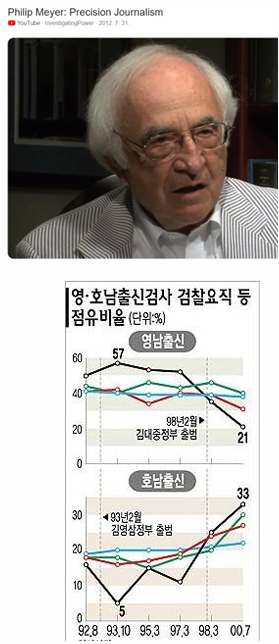 Philip Meyer: Precision Journalism
YouTube · InvestigatingPower · 2012. 7. 31.
영·호남출신검사 검찰요직 등
점유비율 (단위:%)
영남출신
60
57
40
98년2월
김대중정부 출범
20
21
0
호남출신
33
30
93년2월
김영삼정부 출범
20
10
5
0
92,8 93,10 95,3 97,3 98,3 00,7